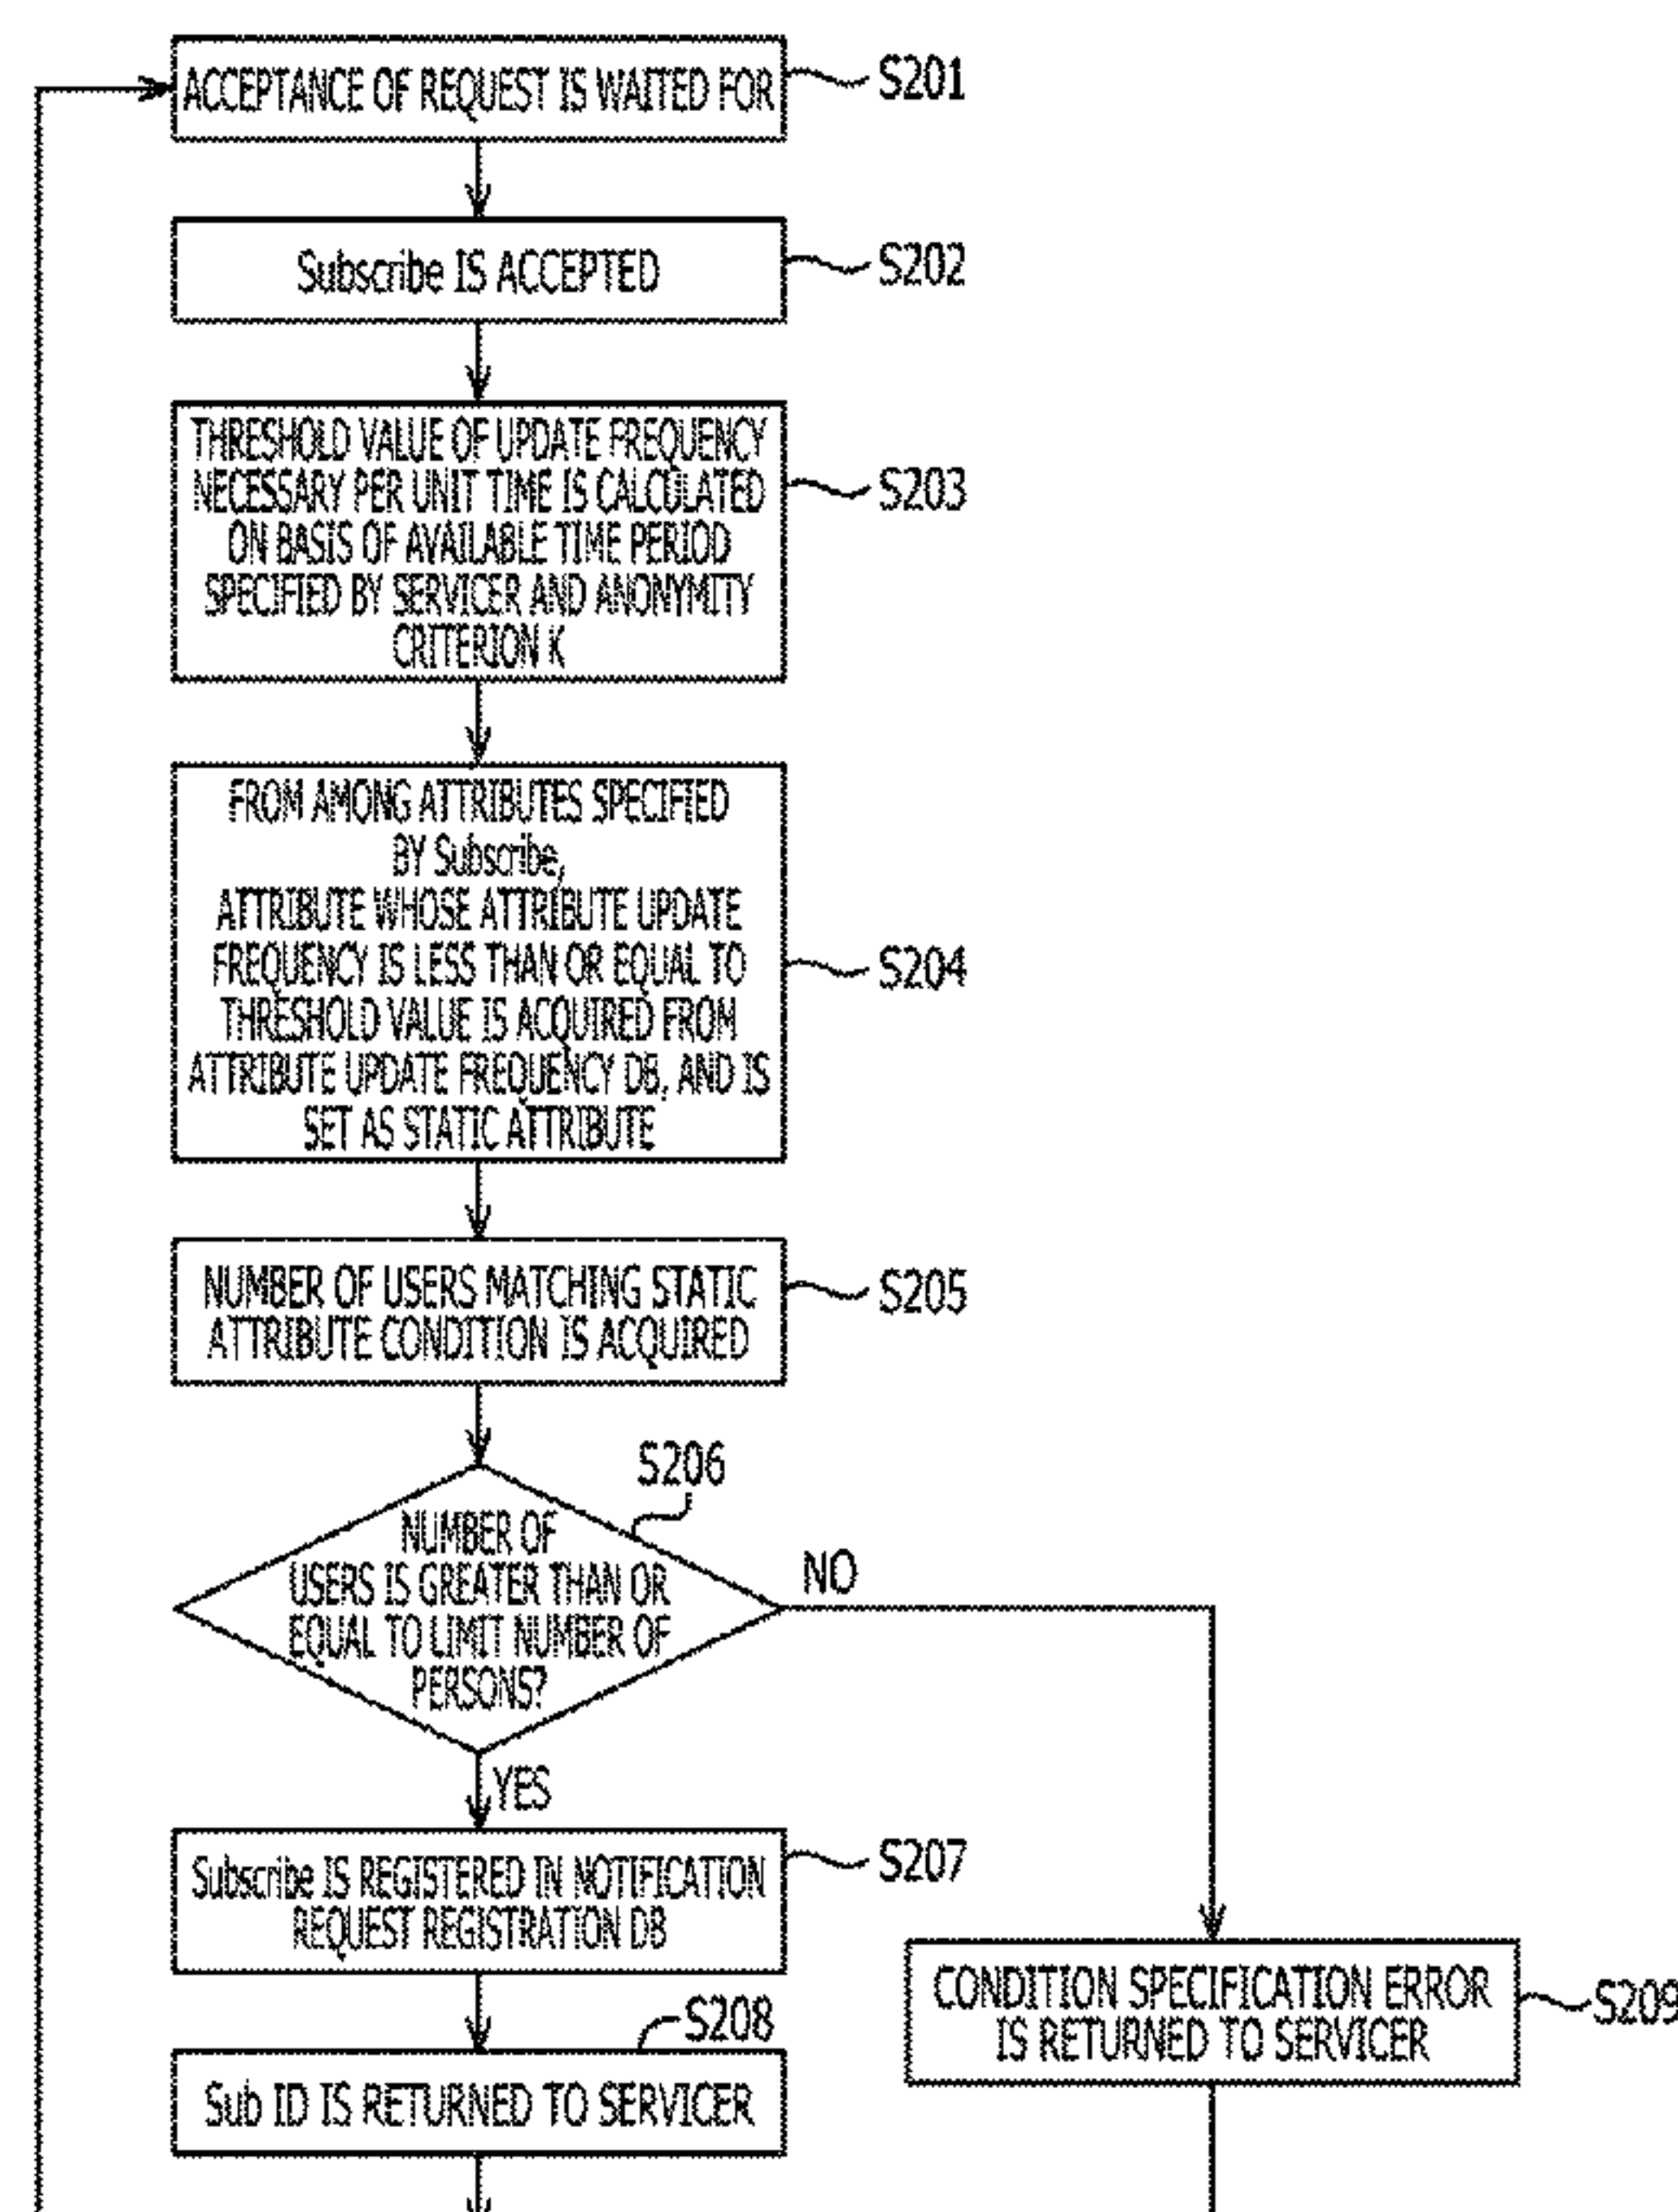 ACCEPTANCE OF REQUEST IS WAITED FOR
S201
Subscribe IS ACCEPTED
S202
THRESHOLD VALUE OF UPDATE FREQUENCY
NECESSARY PER UNIT TIME IS CALCULATED
ON BASIS OF AVAILABLE TIME PERIOD
SPECIFIED BY SERVICER AND ANONYMITY
CRITERION K
S203
FROM AMONG ATTRIBUTES SPECIFIED
BY Subscribe,
ATTRIBUTE WHOSE ATTRIBUTE UPDATE
FREQUENCY IS LESS THAN OR EQUAL TO
THRESHOLD VALUE IS ACQUIRED FROM
ATTRIBUTE UPDATE FREQUENCY DB, AND IS
SET AS STATIC ATTRIBUTE
S204
NUMBER OF USERS MATCHING STATIC
ATTRIBUTE CONDITION IS ACQUIRED
S205
S206
NUMBER OF
USERS IS GREATER THAN OR
EQUAL TO LIMIT NUMBER OF
PERSONS?
NO
YES
Subscribe IS REGISTERED IN NOTIFICATION
REQUEST REGISTRATION DB
S207
CONDITION SPECIFICATION ERROR
IS RETURNED TO SERVICER
S209
S208
Sub ID IS RETURNED TO SERVICER